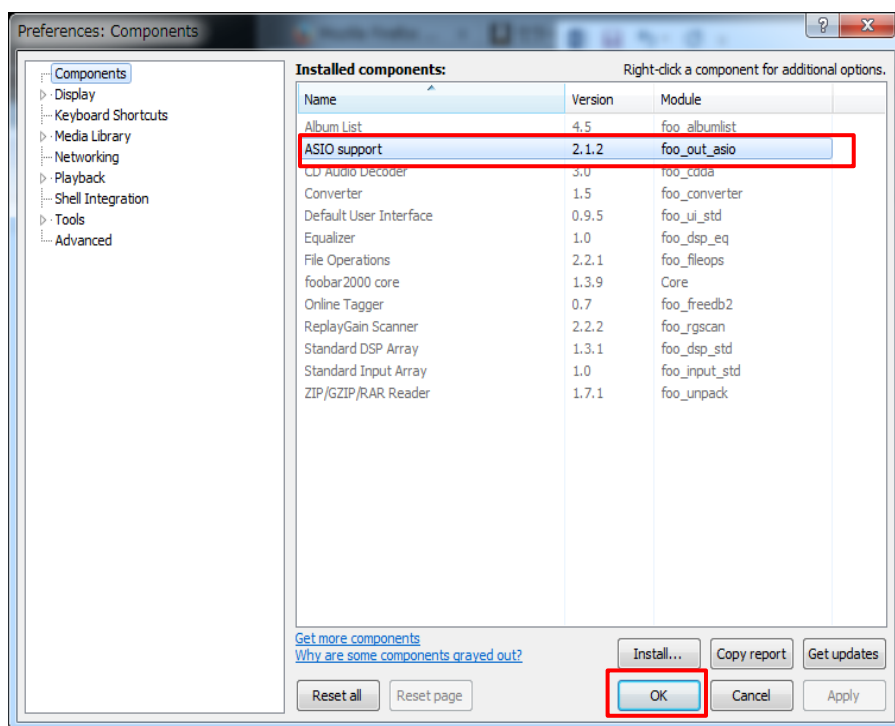 Preferences: Components
Components
Display
Keyboard Shortcuts
Media Library
Networking
Playback
Shell Integration
Tools
Advanced
Installed components: Right-click a component for additional options.
Name Version Module
Album List 4.5 foo_albumlist
ASIO support 2.1.2 foo_out_asio
CD Audio Decoder 3.0 foo_cdda
Converter 1.5 foo_converter
Default User Interface 0.9.5 foo_ui_std
Equalizer 1.0 foo_dsp_eq
File Operations 2.2.1 foo_fileops
foobar2000 core 1.3.9 Core
Online Tagger 0.7 foo_freedb2
ReplayGain Scanner 2.2.2 foo_rgscan
Standard DSP Array 1.3.1 foo_dsp_std
Standard Input Array 1.0 foo_input_std
ZIP/GZIP/RAR Reader 1.7.1 foo_unpack
Get more components
Why are some components grayed out?
Install... Copy report Get updates
Reset all Reset page OK Cancel Apply